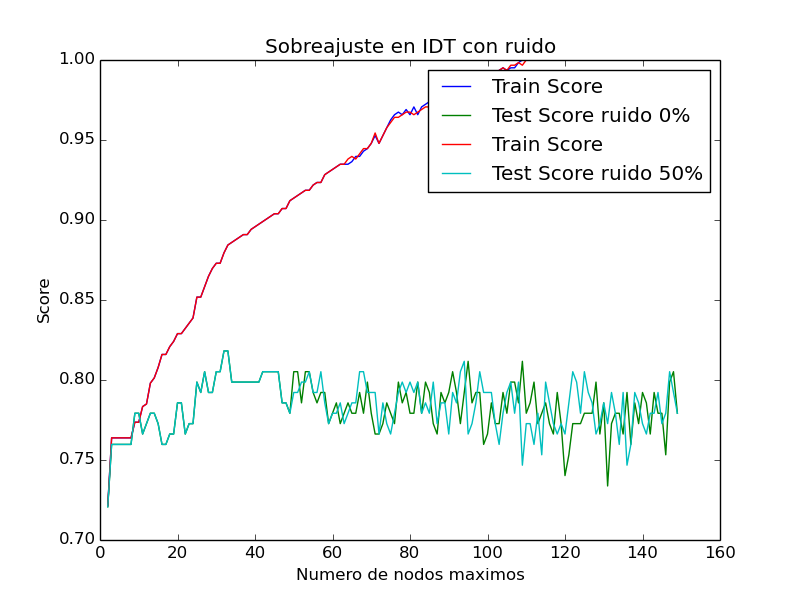 Sobreajuste en IDT con ruido
1.00
0.95
0.90
0.85
0.80
0.75
0.70
Score
Train Score
Test Score ruido 0%
Train Score
Test Score ruido 50%
0 20 40 60 80 100 120 140 160
Numero de nodos maximos